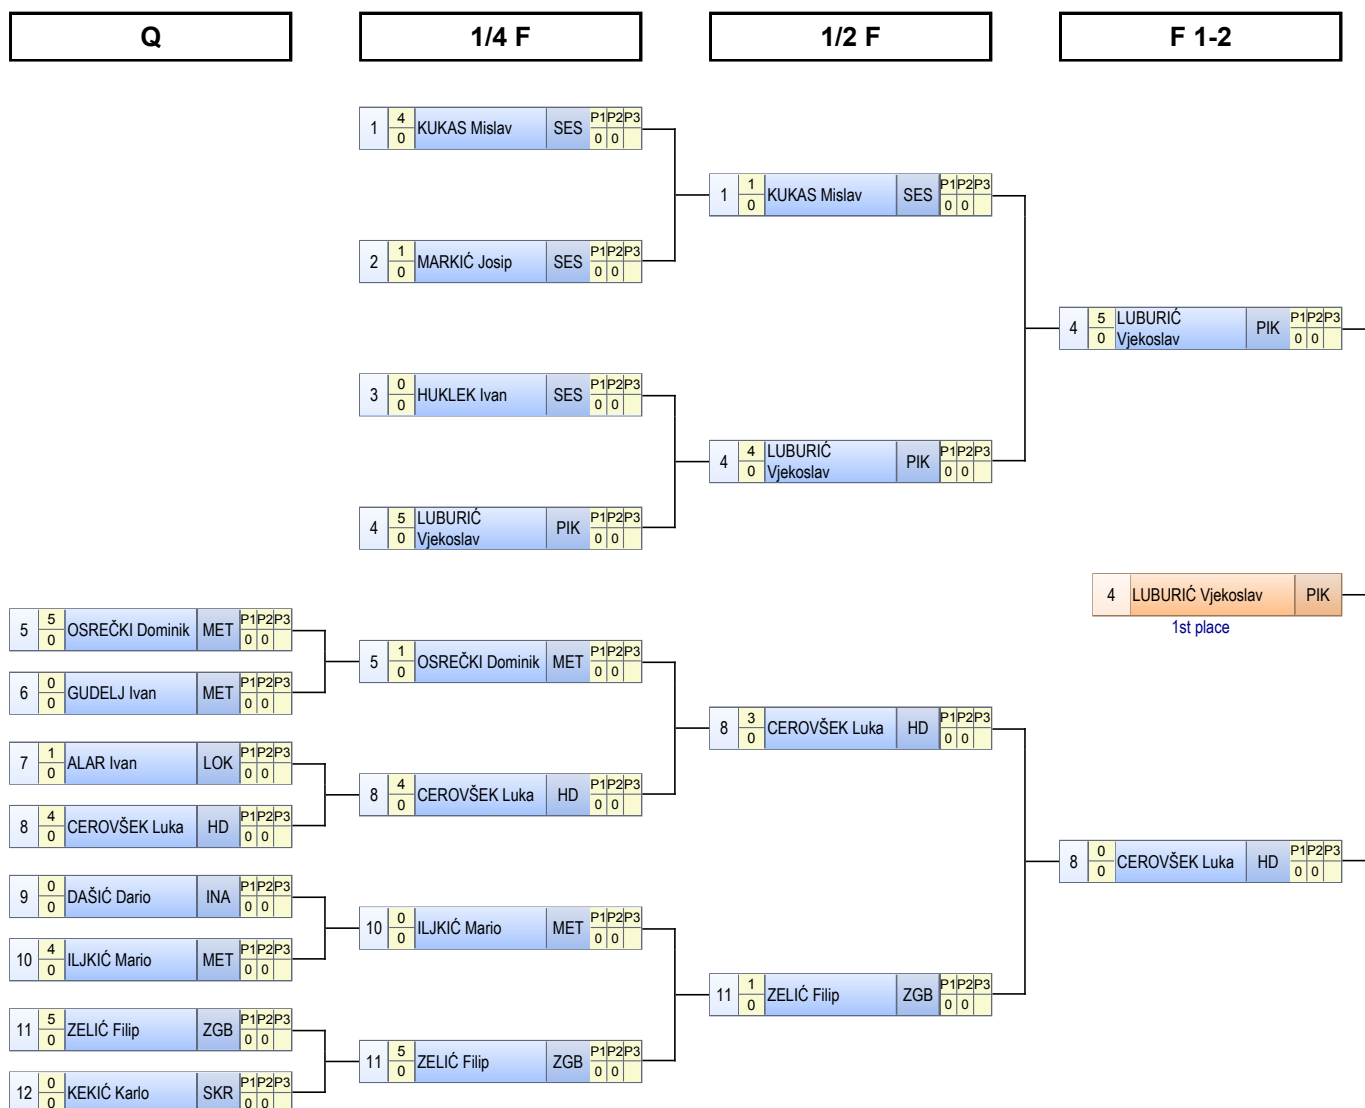 Q
1/4 F
1/2 F
F 1-2
1 4 KUKAS Mislav SES P1 P2 P3
0 0 0
1 1 KUKAS Mislav SES P1 P2 P3
0 0 0
2 1 MARKIĆ Josip SES P1 P2 P3
0 0 0
4 5 LUBURIĆ Vjekoslav PIK P1 P2 P3
0 0 0
3 0 HUKLEK Ivan SES P1 P2 P3
0 0 0
4 4 LUBURIĆ Vjekoslav PIK P1 P2 P3
0 0 0
4 5 LUBURIĆ Vjekoslav PIK P1 P2 P3
0 0 0
4 LUBURIĆ Vjekoslav PIK
1st place
5 5 OSREČKI Dominik MET P1 P2 P3
0 0 0
5 1 OSREČKI Dominik MET P1 P2 P3
0 0 0
6 0 GUDELJ Ivan MET P1 P2 P3
0 0 0
8 3 CEROVŠEK Luka HD P1 P2 P3
0 0 0
7 1 ALAR Ivan LOK P1 P2 P3
0 0 0
8 4 CEROVŠEK Luka HD P1 P2 P3
0 0 0
8 4 CEROVŠEK Luka HD P1 P2 P3
0 0 0
8 0 CEROVŠEK Luka HD P1 P2 P3
0 0 0
9 0 DAŠIĆ Dario INA P1 P2 P3
0 0 0
10 0 ILJKIĆ Mario MET P1 P2 P3
0 0 0
10 4 ILJKIĆ Mario MET P1 P2 P3
0 0 0
11 1 ZELIĆ Filip ZGB P1 P2 P3
0 0 0
11 5 ZELIĆ Filip ZGB P1 P2 P3
0 0 0
11 5 ZELIĆ Filip ZGB P1 P2 P3
0 0 0
12 0 KEKIĆ Karlo SKR P1 P2 P3
0 0 0